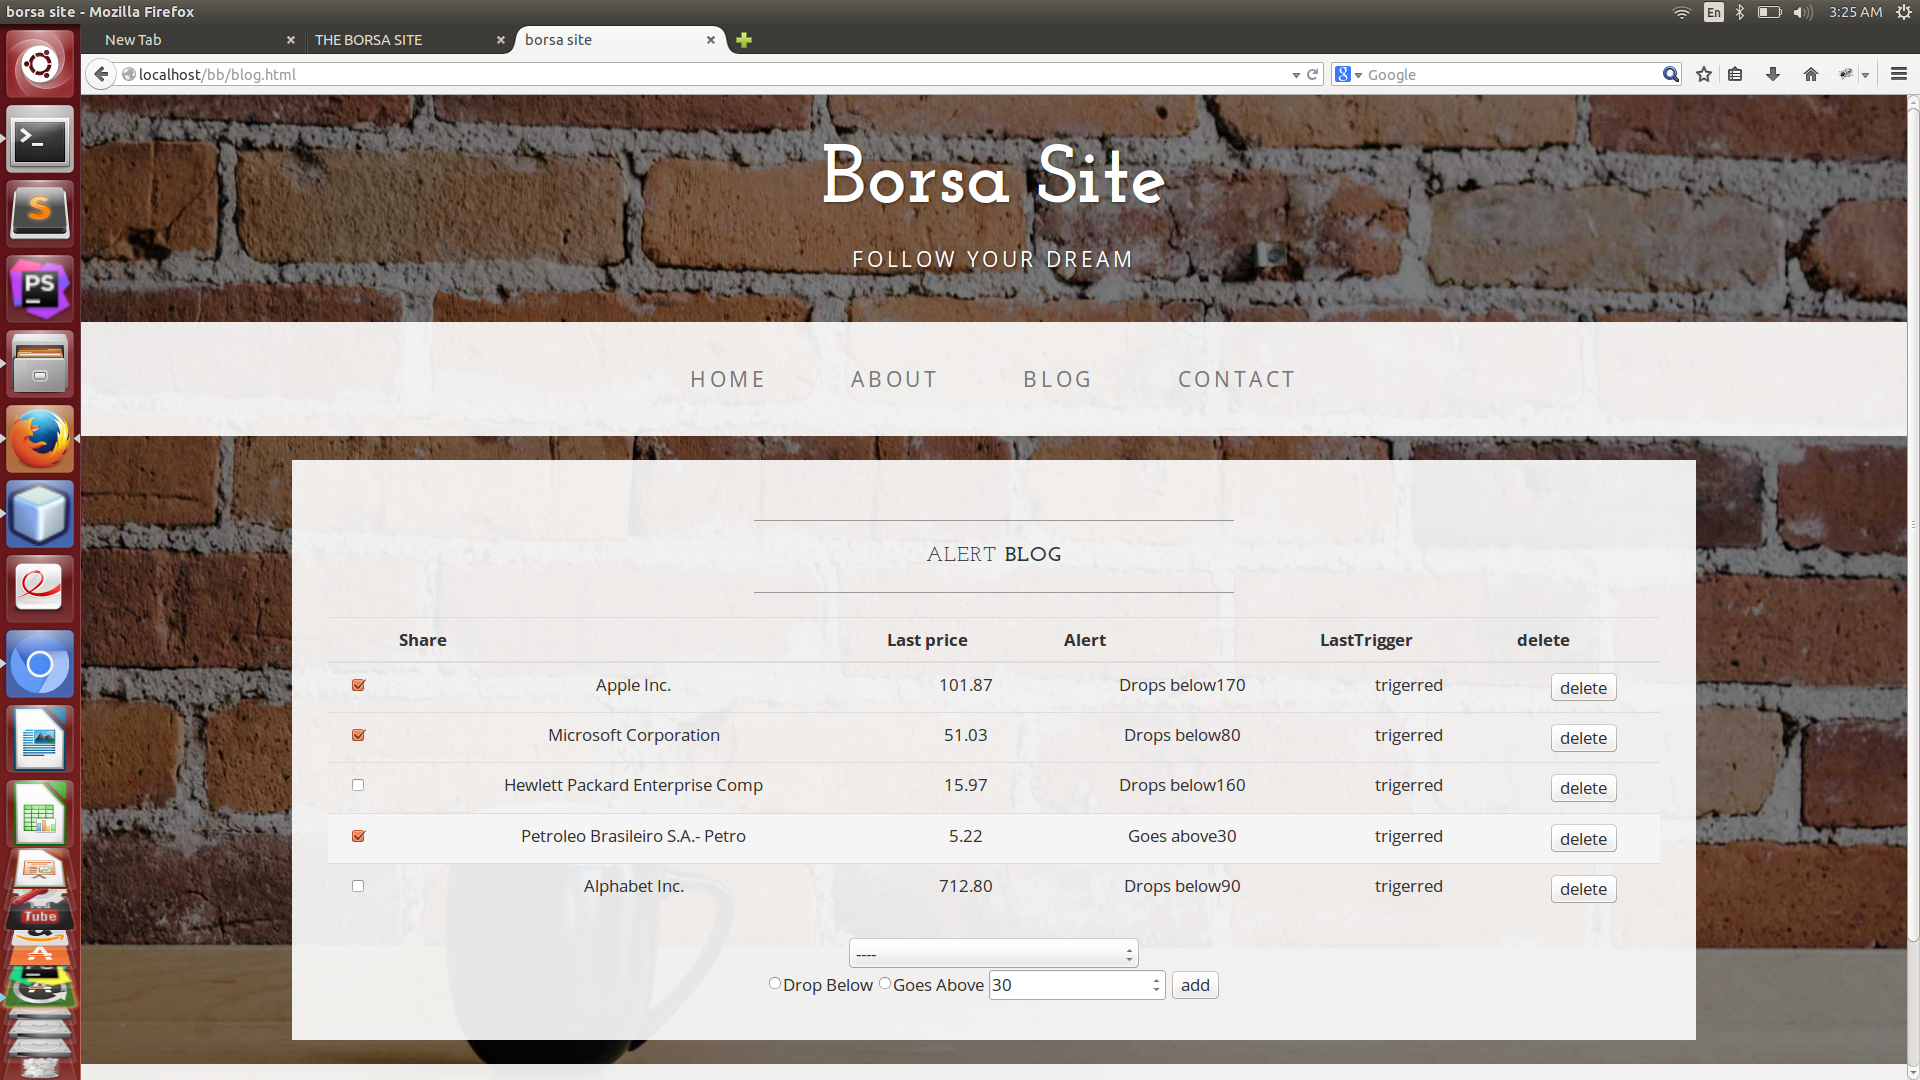 borsa site - Mozilla Firefox
En
3:25 AM
New Tab
THE BORSA SITE
borsa site
localhost/bb/blog.html
8
Google
Borsa Site
FOLLOW YOUR DREAM
HOME ABOUT BLOG CONTACT
ALERT BLOG
Share Last price Alert LastTrigger delete
Apple Inc. 101.87 Drops below170 trigerred delete
Microsoft Corporation 51.03 Drops below80 trigerred delete
Hewlett Packard Enterprise Comp 15.97 Drops below160 trigerred delete
Petroleo Brasileiro S.A.- Petro 5.22 Goes above30 trigerred delete
Alphabet Inc. 712.80 Drops below90 trigerred delete
----
Drop Below Goes Above 30 add
>_
S
PS
Tube
a
A